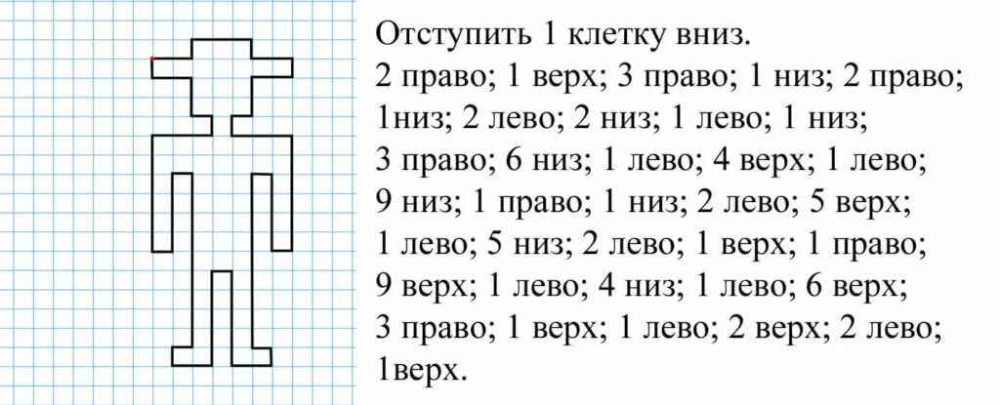 Отступить 1 клетку вниз.
2 право; 1 верх; 3 право; 1 низ; 2 право;
1низ; 2 лево; 2 низ; 1 лево; 1 низ;
3 право; 6 низ; 1 лево; 4 верх; 1 лево;
9 низ; 1 право; 1 низ; 2 лево; 5 верх;
1 лево; 5 низ; 2 лево; 1 верх; 1 право;
9 верх; 1 лево; 4 низ; 1 лево; 6 верх;
3 право; 1 верх; 1 лево; 2 верх; 2 лево;
1верх.